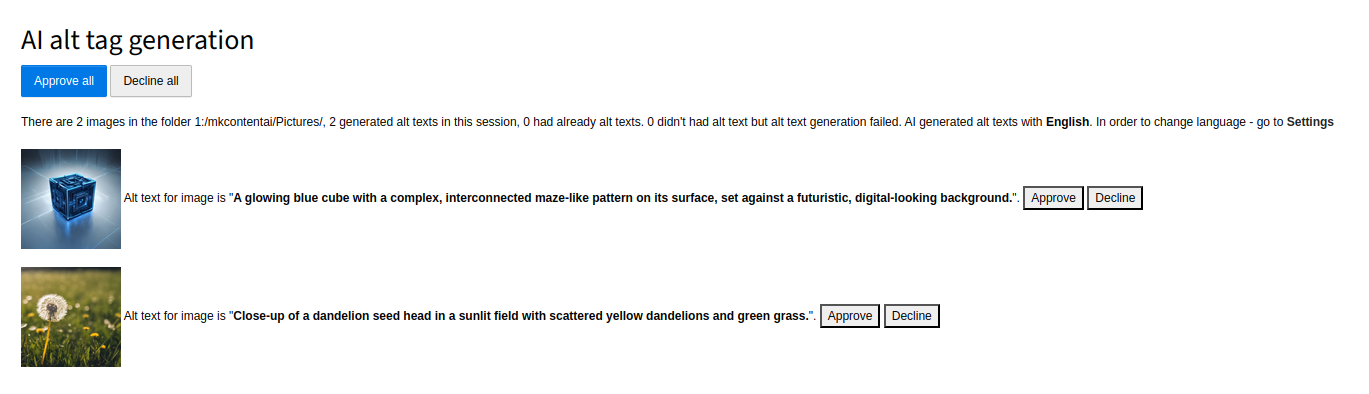 AI alt tag generation
Approve all Decline all
There are 2 images in the folder 1:/mkcontentai/Pictures/, 2 generated alt texts in this session, 0 had already alt texts. 0 didn't had alt text but alt text generation failed. AI generated alt texts with English. In order to change language - go to Settings
Alt text for image is "A glowing blue cube with a complex, interconnected maze-like pattern on its surface, set against a futuristic, digital-looking background.". Approve Decline
Alt text for image is "Close-up of a dandelion seed head in a sunlit field with scattered yellow dandelions and green grass.". Approve Decline